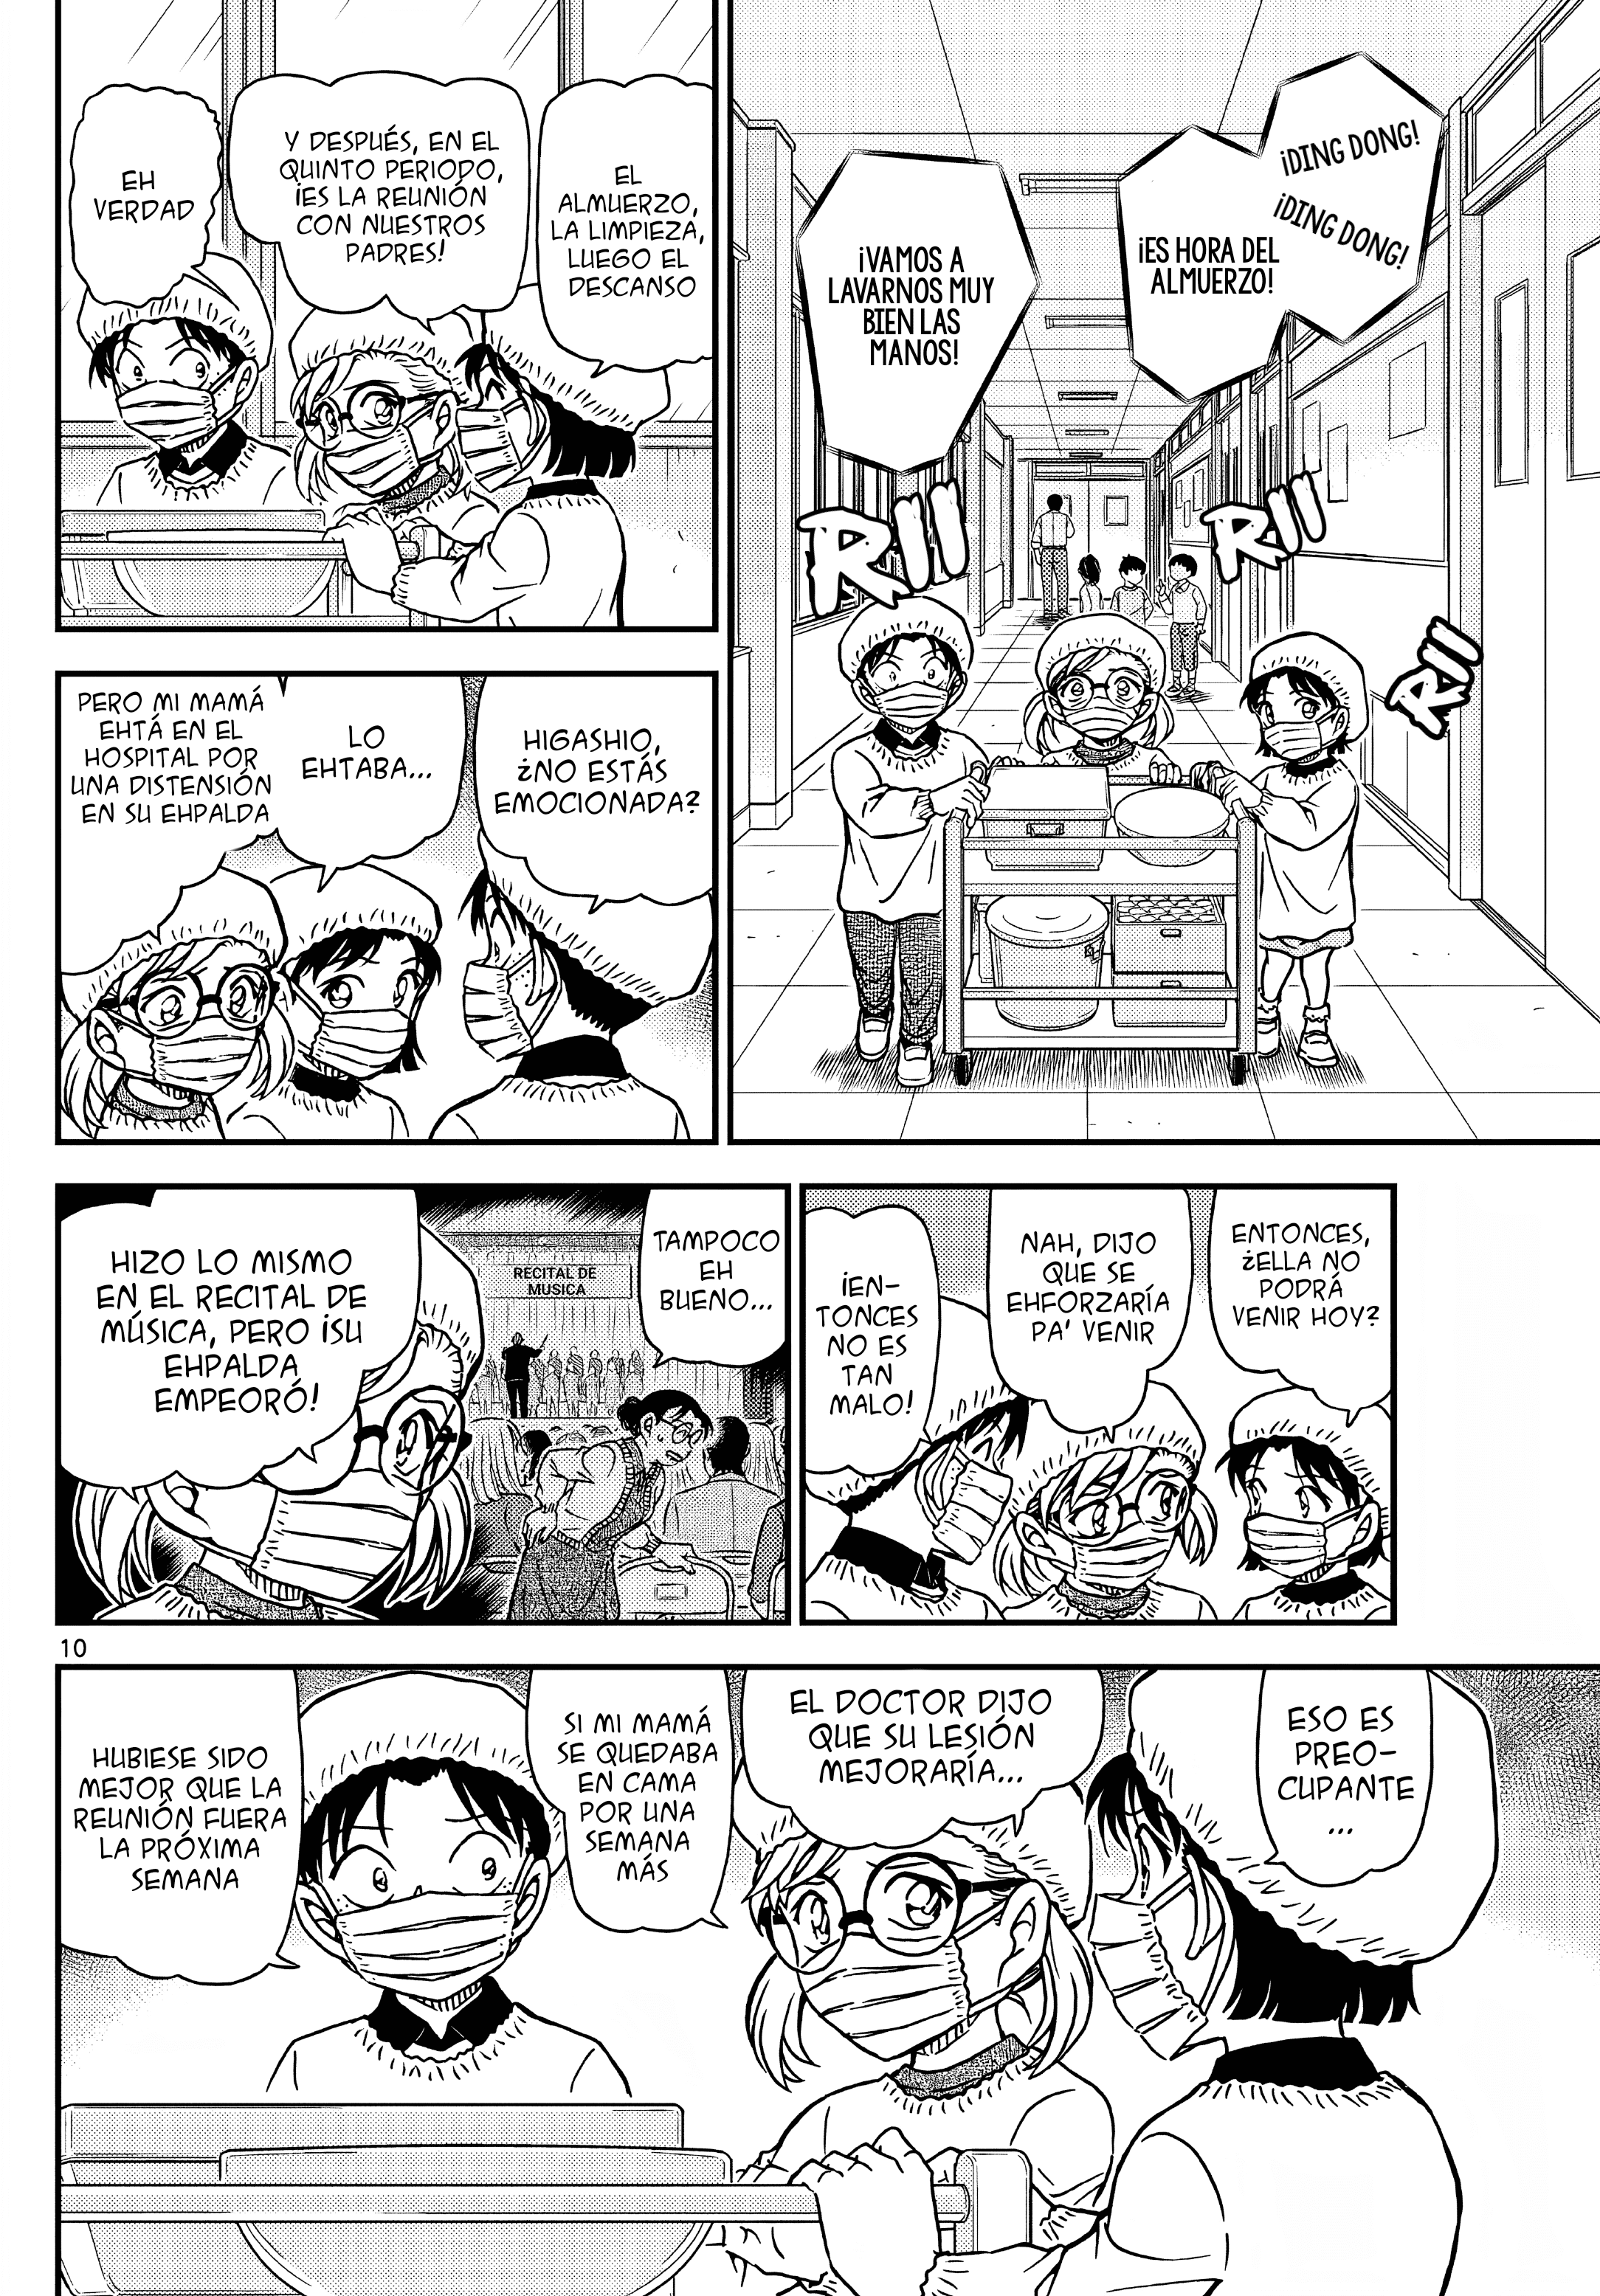 ¡DING DONG!
¡DING DONG!
¡ES HORA DEL
ALMUERZO!
¡VAMOS A
LAVARNOS MUY
BIEN LAS
MANOS!
RIII
RIII
RIII
EL
ALMUERZO,
LA LIMPIEZA,
LUEGO EL
DESCANSO
Y DESPUÉS, EN EL
QUINTO PERIODO,
¡ES LA REUNIÓN
CON NUESTROS
PADRES!
EH
VERDAD
HIGASHIO,
¿NO ESTÁS
EMOCIONADA?
LO
EHTABA...
PERO MI MAMÁ
EHTÁ EN EL
HOSPITAL POR
UNA DISTENSIÓN
EN SU EHPALDA
ENTONCES,
¿ELLA NO
PODRÁ
VENIR HOY?
NAH, DIJO
QUE SE
EHFORZARÍA
PA' VENIR
¡EN-
TONCES
NO ES
TAN
MALO!
TAMPOCO
EH
BUENO...
RECITAL DE
MUSICA
HIZO LO MISMO
EN EL RECITAL DE
MÚSICA, PERO ¡SU
EHPALDA
EMPEORÓ!
10
ESO ES
PREO-
CUPANTE
...
EL DOCTOR DIJO
QUE SU LESIÓN
MEJORARÍA...
SI MI MAMÁ
SE QUEDABA
EN CAMA
POR UNA
SEMANA
MÁS
HUBIESE SIDO
MEJOR QUE LA
REUNIÓN FUERA
LA PRÓXIMA
SEMANA